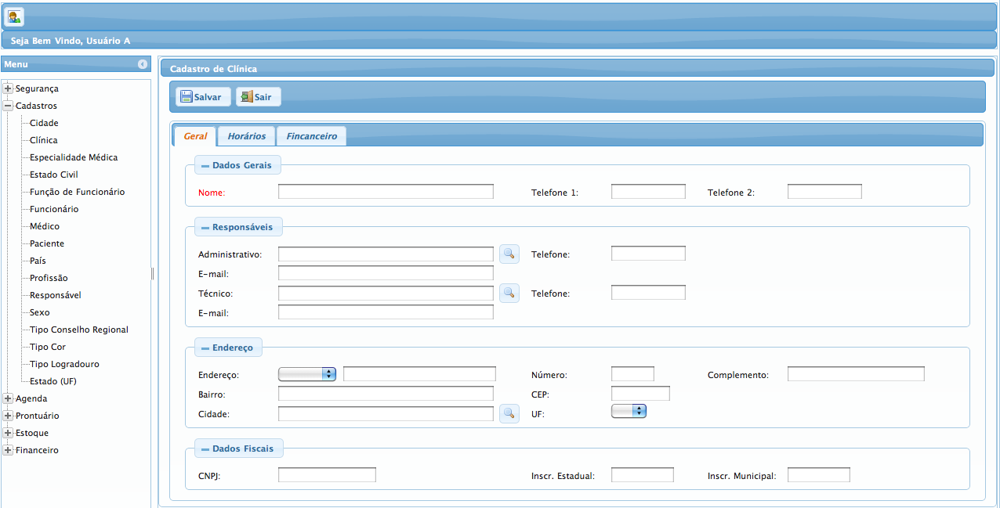 Seja Bem Vindo, Usuário A
Menu
Segurança
Cadastros
Cidade
Clínica
Especialidade Médica
Estado Civil
Função de Funcionário
Funcionário
Médico
Paciente
País
Profissão
Responsável
Sexo
Tipo Conselho Regional
Tipo Cor
Tipo Logradouro
Estado (UF)
Agenda
Prontuário
Estoque
Financeiro
Cadastro de Clínica
Salvar Sair
Geral Horários Fincanceiro
Dados Gerais
Nome: Telefone 1: Telefone 2:
Responsáveis
Administrativo: Telefone:
E-mail:
Técnico: Telefone:
E-mail:
Endereço
Endereço: Número: Complemento:
Bairro: CEP:
Cidade: UF:
Dados Fiscais
CNPJ: Inscr. Estadual: Inscr. Municipal: